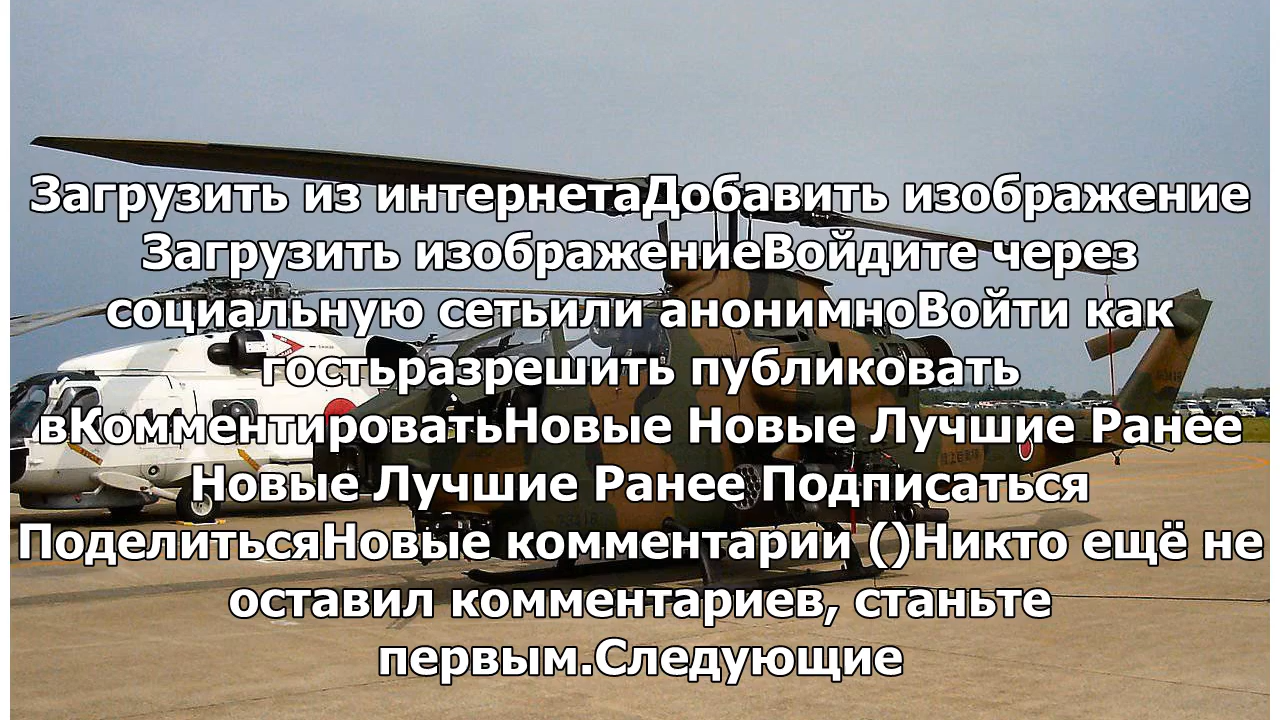 Загрузить из интернетаДобавить изображение
Загрузить изображениеВойдите через
социальную сетьили анонимноВойти как
гостьразрешить публиковать
вКомментироватьНовые Новые Лучшие Ранее
Новые Лучшие Ранее Подписаться
ПоделитьсяНовые комментарии ()Никто ещё не
оставил комментариев, станьте
первым.Следующие